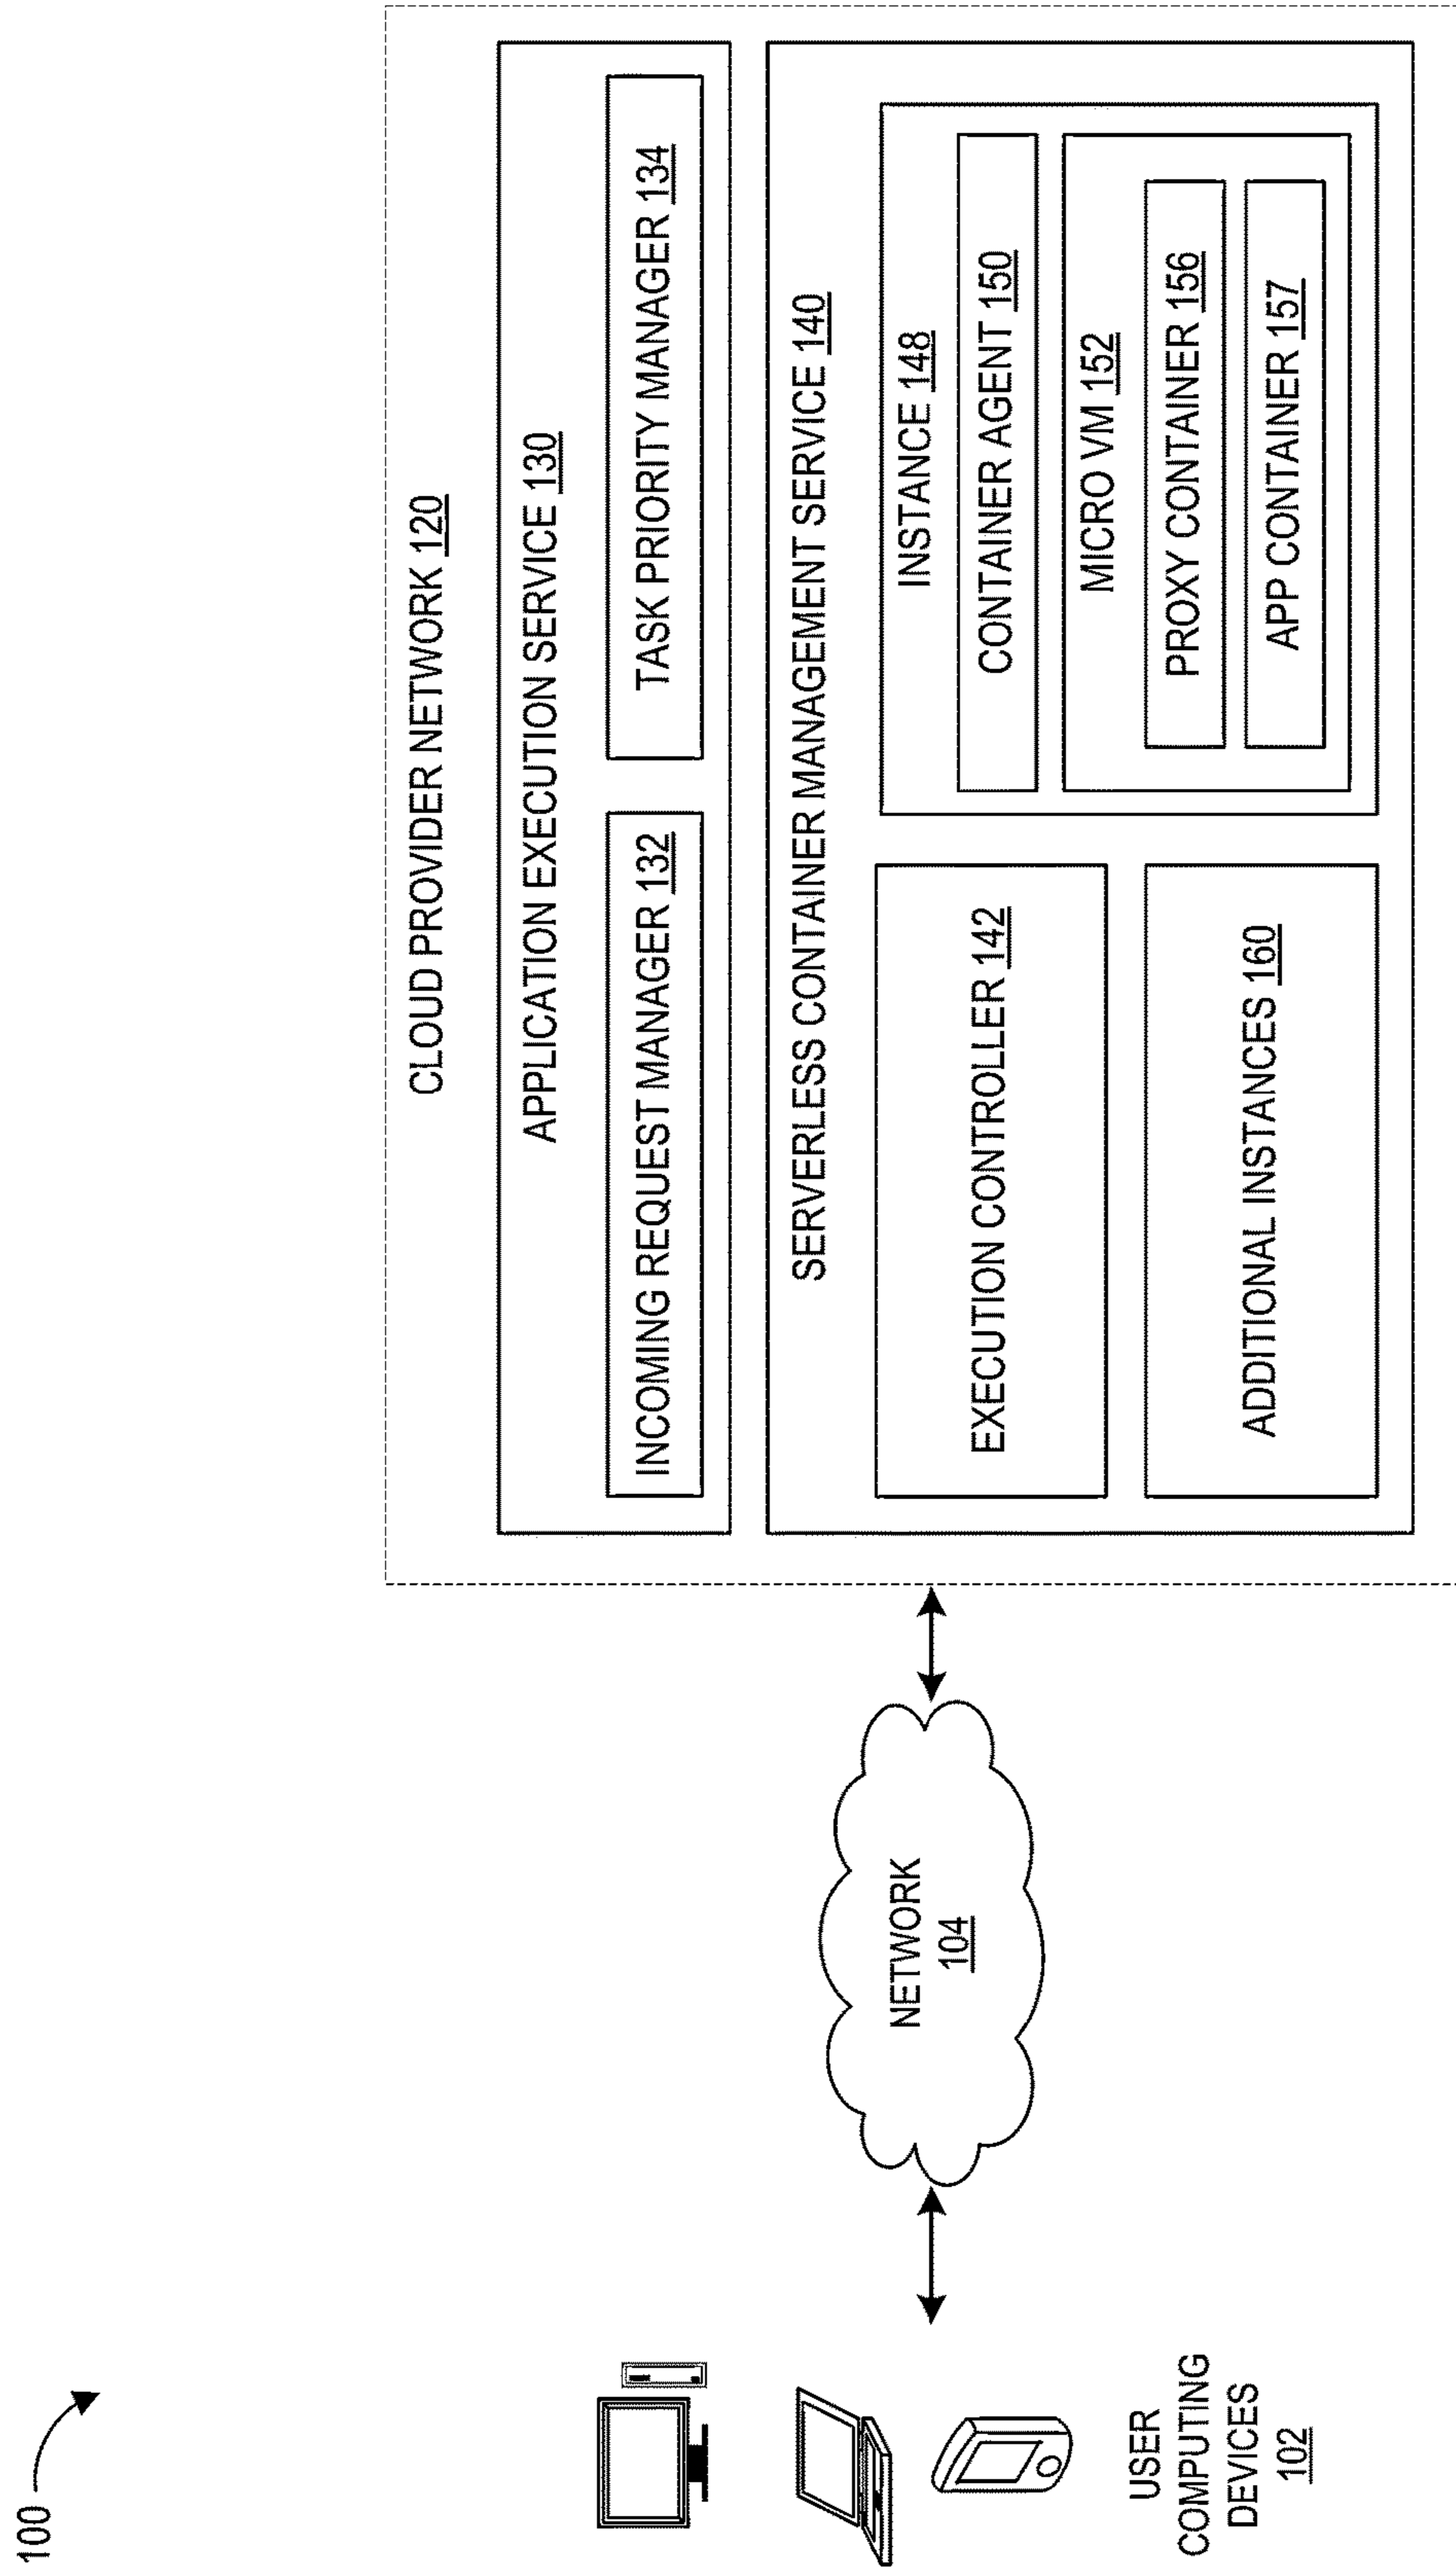 100
CLOUD PROVIDER NETWORK 120
APPLICATION EXECUTION SERVICE 130
INCOMING REQUEST MANAGER 132
TASK PRIORITY MANAGER 134
SERVERLESS CONTAINER MANAGEMENT SERVICE 140
EXECUTION CONTROLLER 142
ADDITIONAL INSTANCES 160
INSTANCE 148
CONTAINER AGENT 150
MICRO VM 152
PROXY CONTAINER 156
APP CONTAINER 157
NETWORK
104
USER
COMPUTING
DEVICES
102